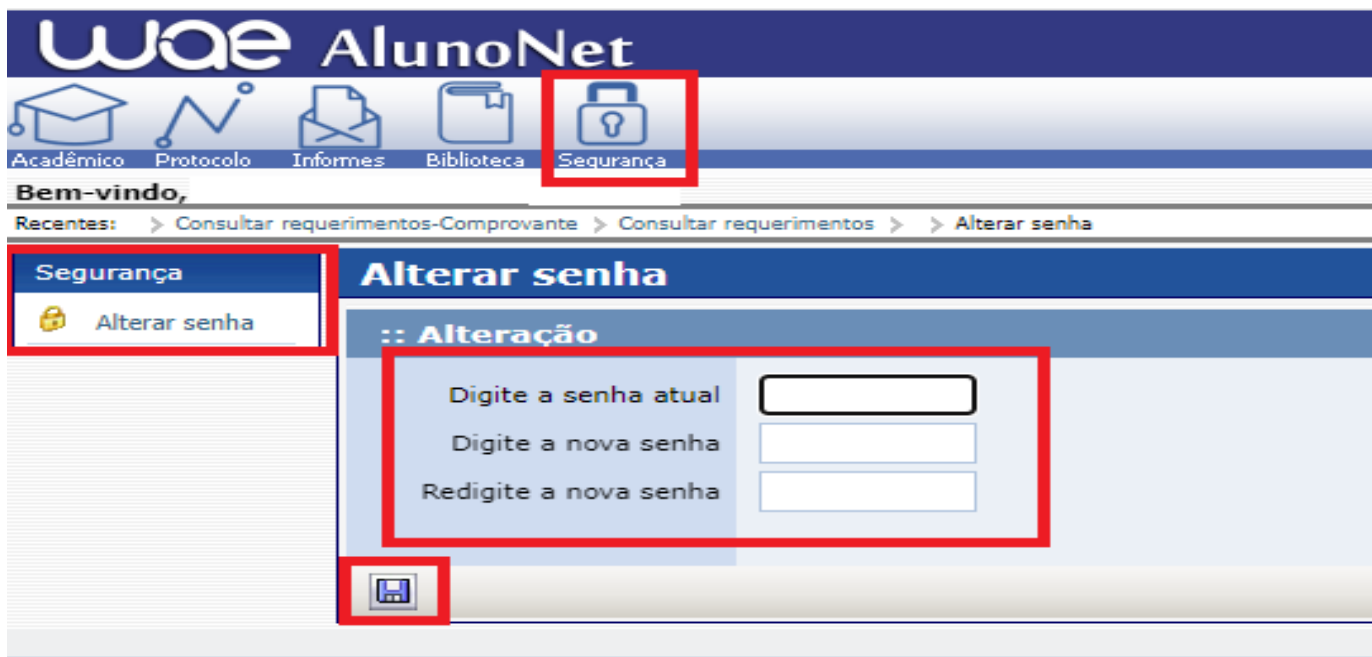 wae AlunoNet
Acadêmico Protocolo Informes Biblioteca Segurança
Bem-vindo,
Recentes: > Consultar requerimentos-Comprovante > Consultar requerimentos > > Alterar senha
Segurança
Alterar senha
Alterar senha
:: Alteração
Digite a senha atual
Digite a nova senha
Redigite a nova senha